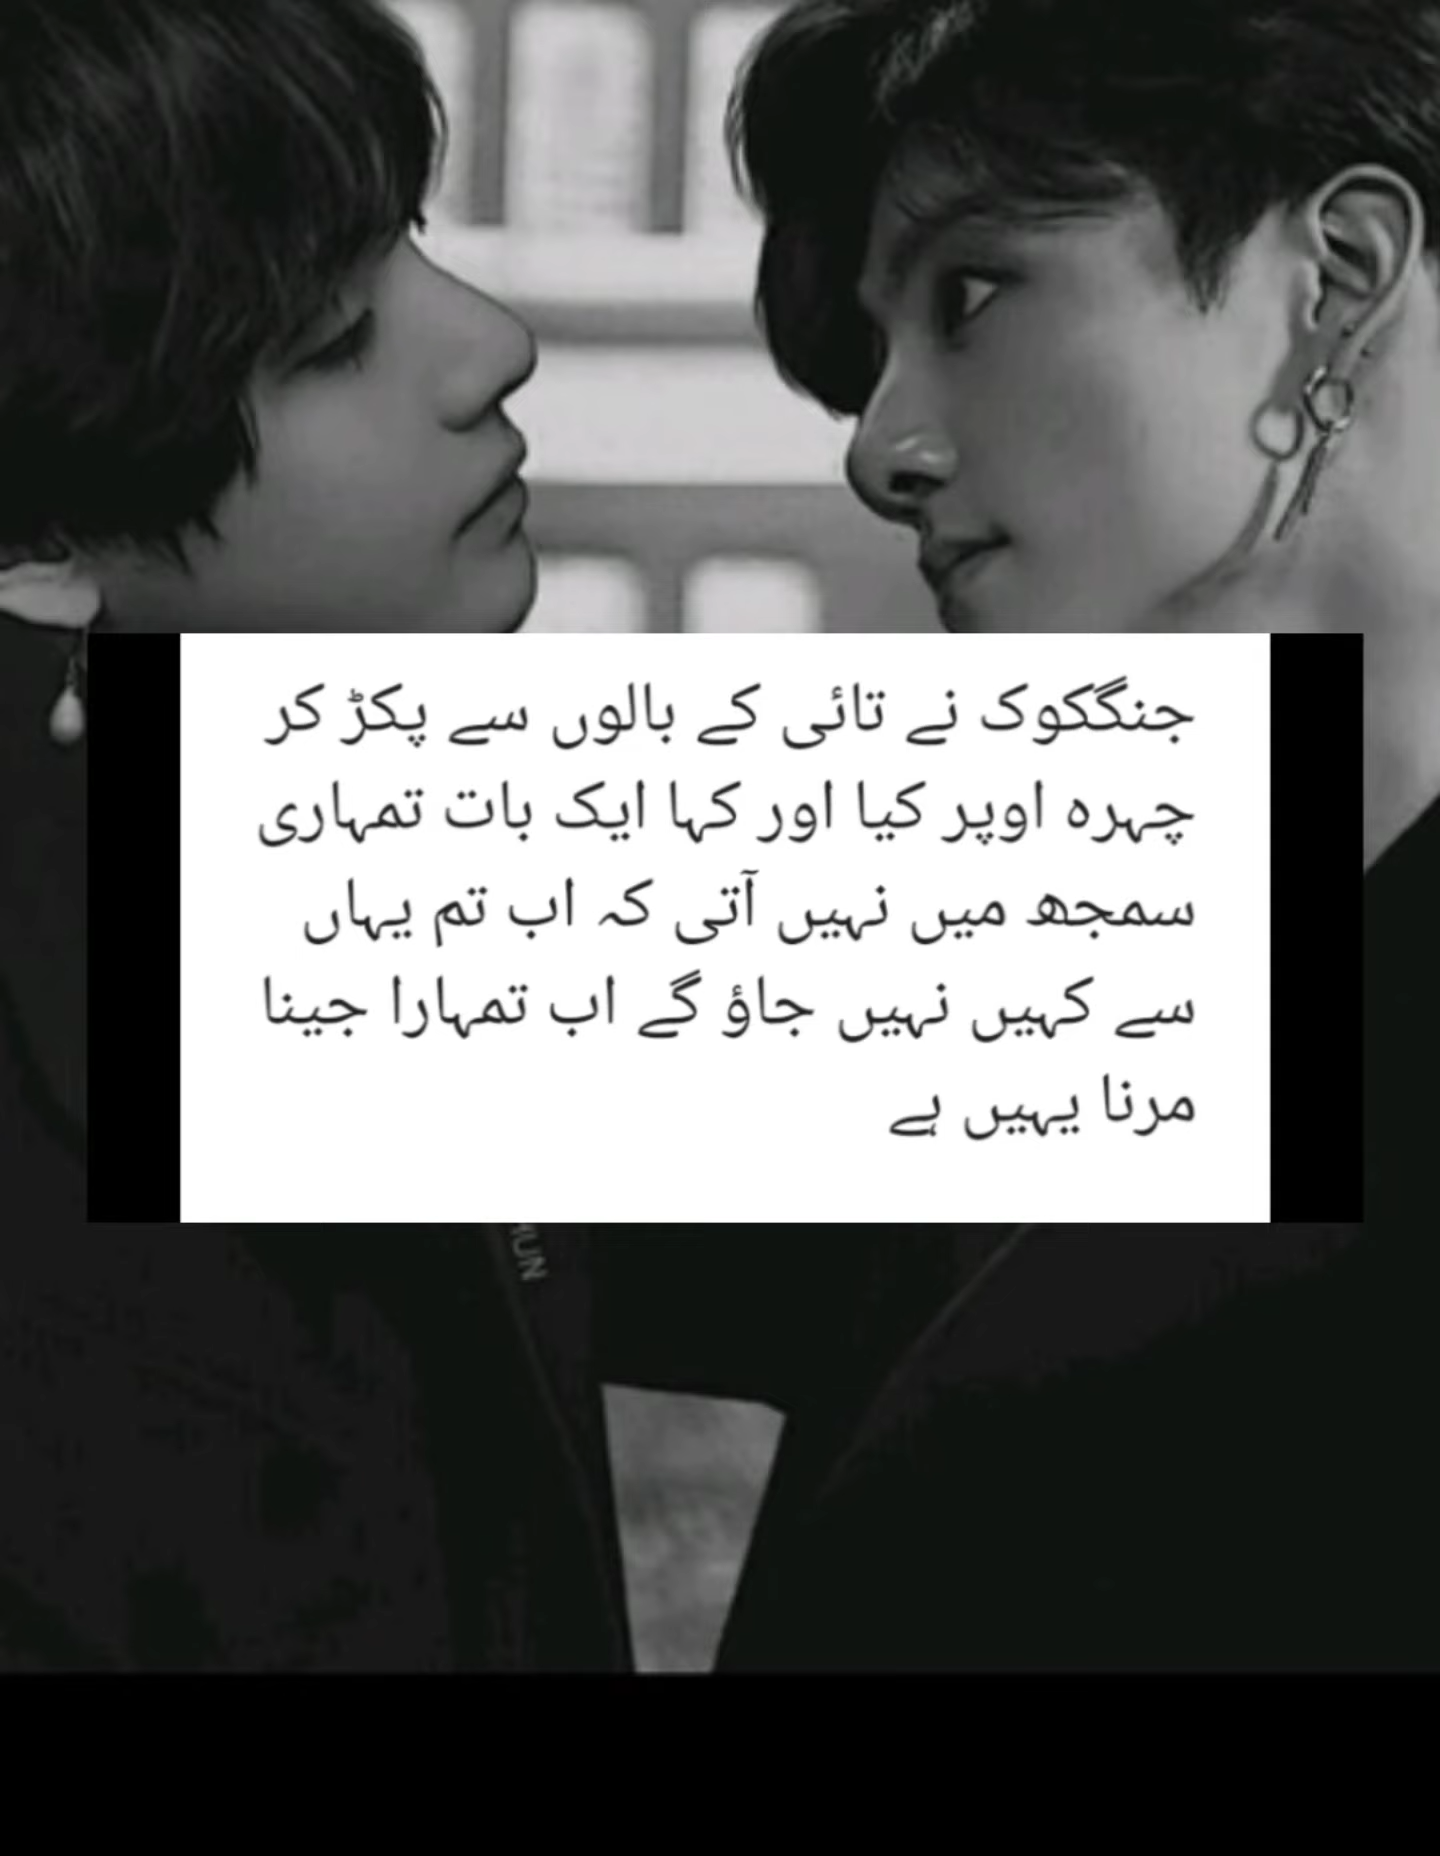 جنگکوک نے تائی کے بالوں سے پکڑ کر
چہرہ اوپر کیا اور کہا ایک بات تمہاری
سمجھ میں نہیں آتی کہ اب تم یہاں
سے کہیں نہیں جاؤ گے اب تمہارا جینا
مرنا یہیں ہے